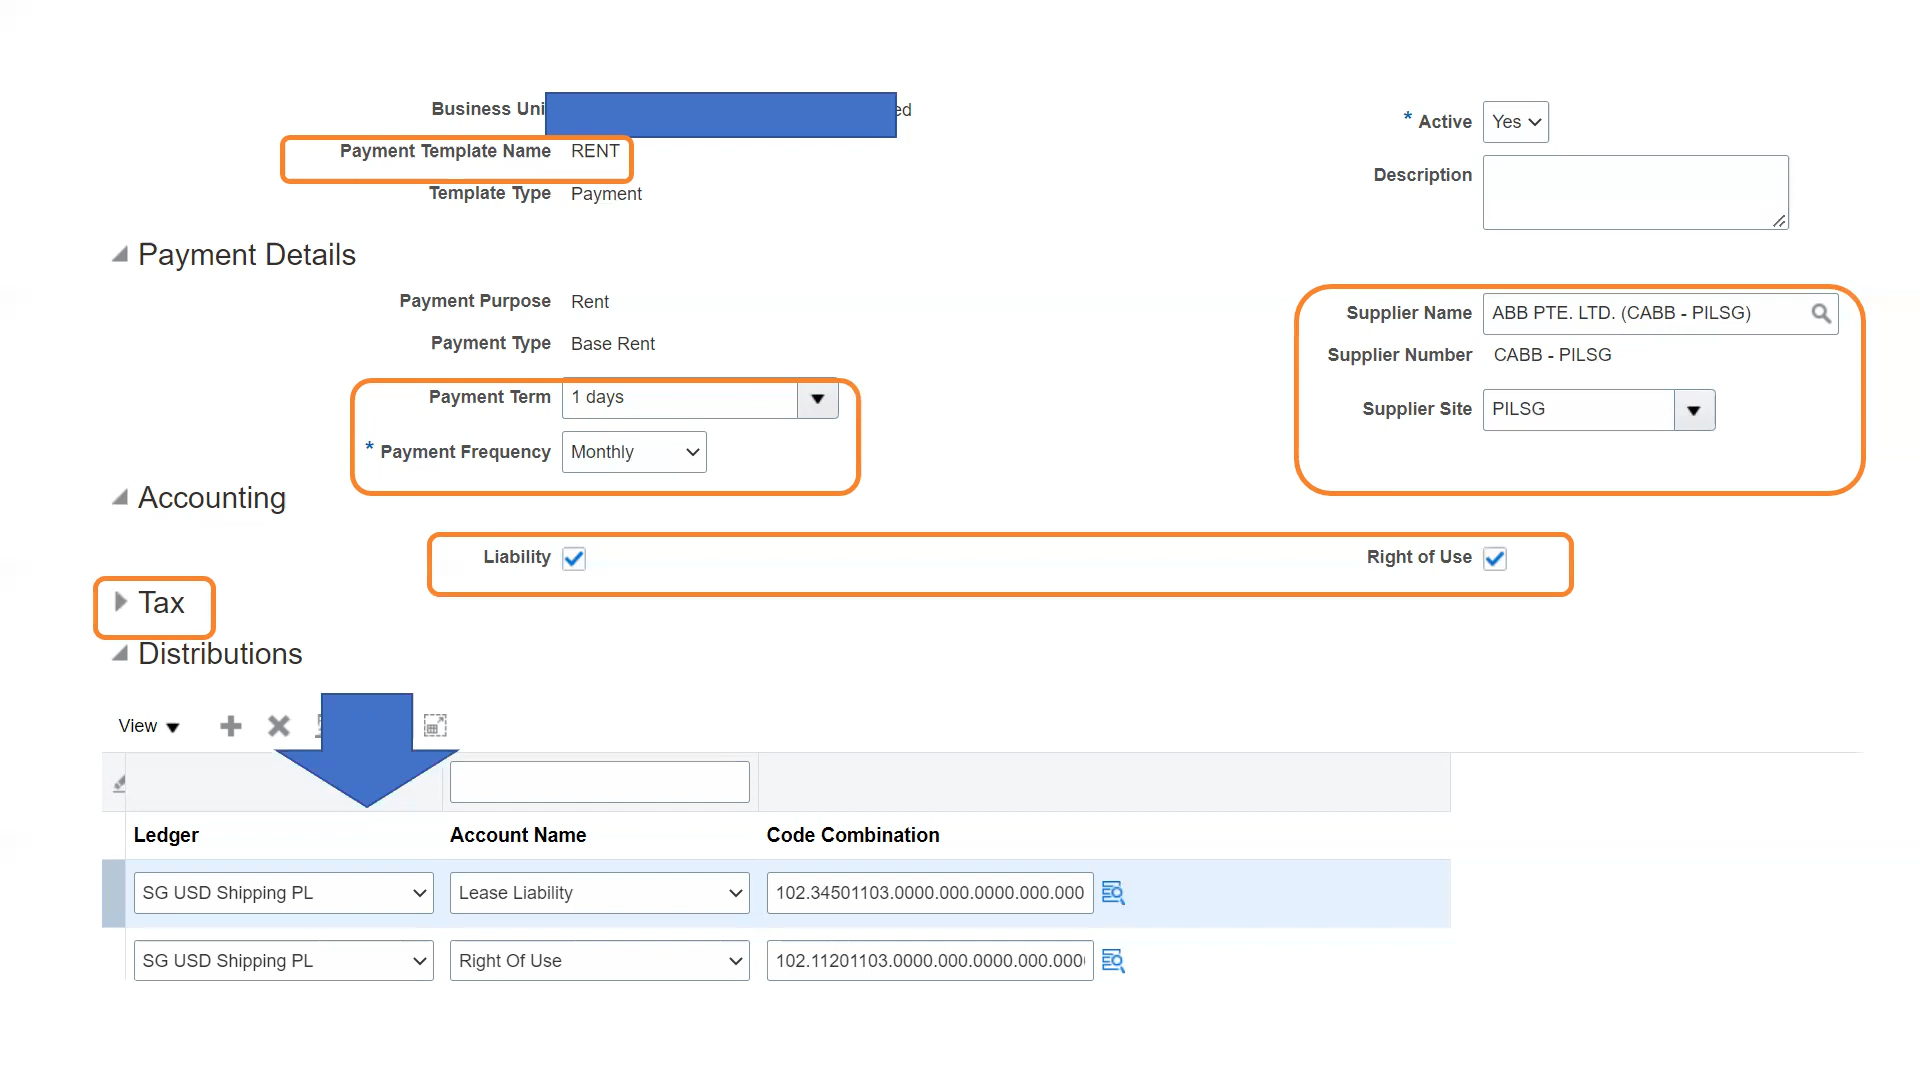 Business Uni
* Active Yes
Payment Template Name RENT
Description
Template Type Payment
Payment Details
Payment Purpose Rent
Supplier Name ABB PTE. LTD. (CABB - PILSG)
Payment Type Base Rent
Supplier Number CABB - PILSG
Payment Term 1 days
Supplier Site PILSG
* Payment Frequency Monthly
Accounting
Liability
Right of Use
Tax
Distributions
View
Ledger Account Name Code Combination
SG USD Shipping PL Lease Liability 102.34501103.0000.000.0000.000.000
SG USD Shipping PL Right Of Use 102.11201103.0000.000.0000.000.000